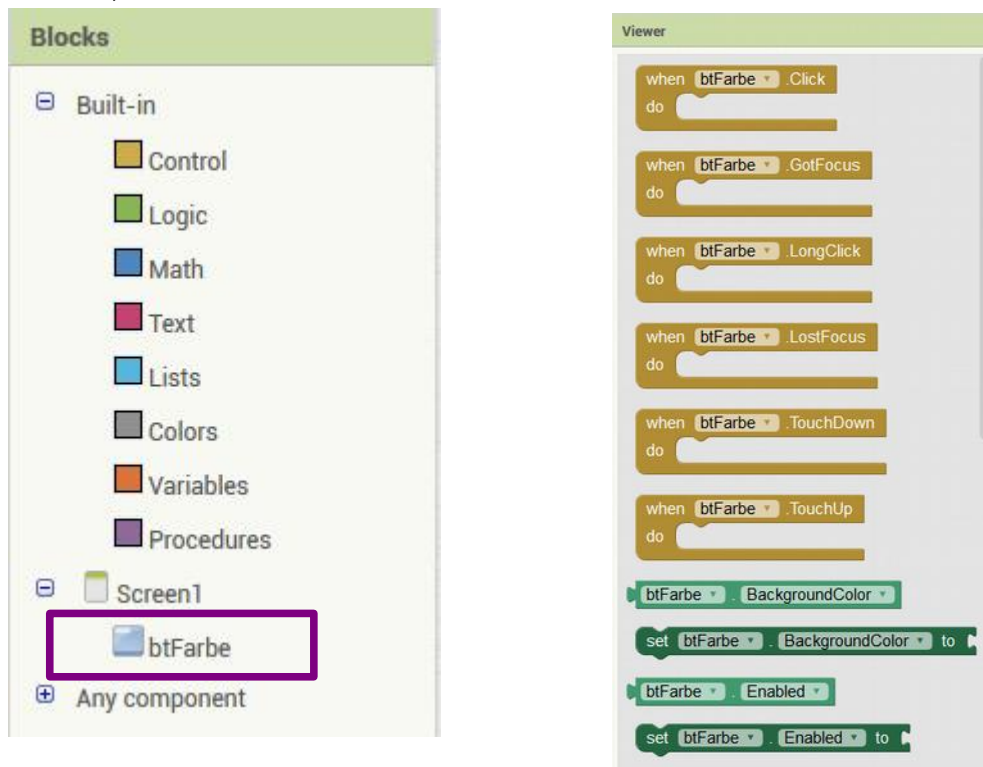 Blocks
Built-in
Control
Logic
Math
Text
Lists
Colors
Variables
Procedures
Screen1
btFarbe
Any component
Viewer
when btFarbe .Click
do
when btFarbe .GotFocus
do
when btFarbe .LongClick
do
when btFarbe .LostFocus
do
when btFarbe .TouchDown
do
when btFarbe .TouchUp
do
btFarbe . BackgroundColor
set btFarbe . BackgroundColor to
btFarbe . Enabled
set btFarbe . Enabled to